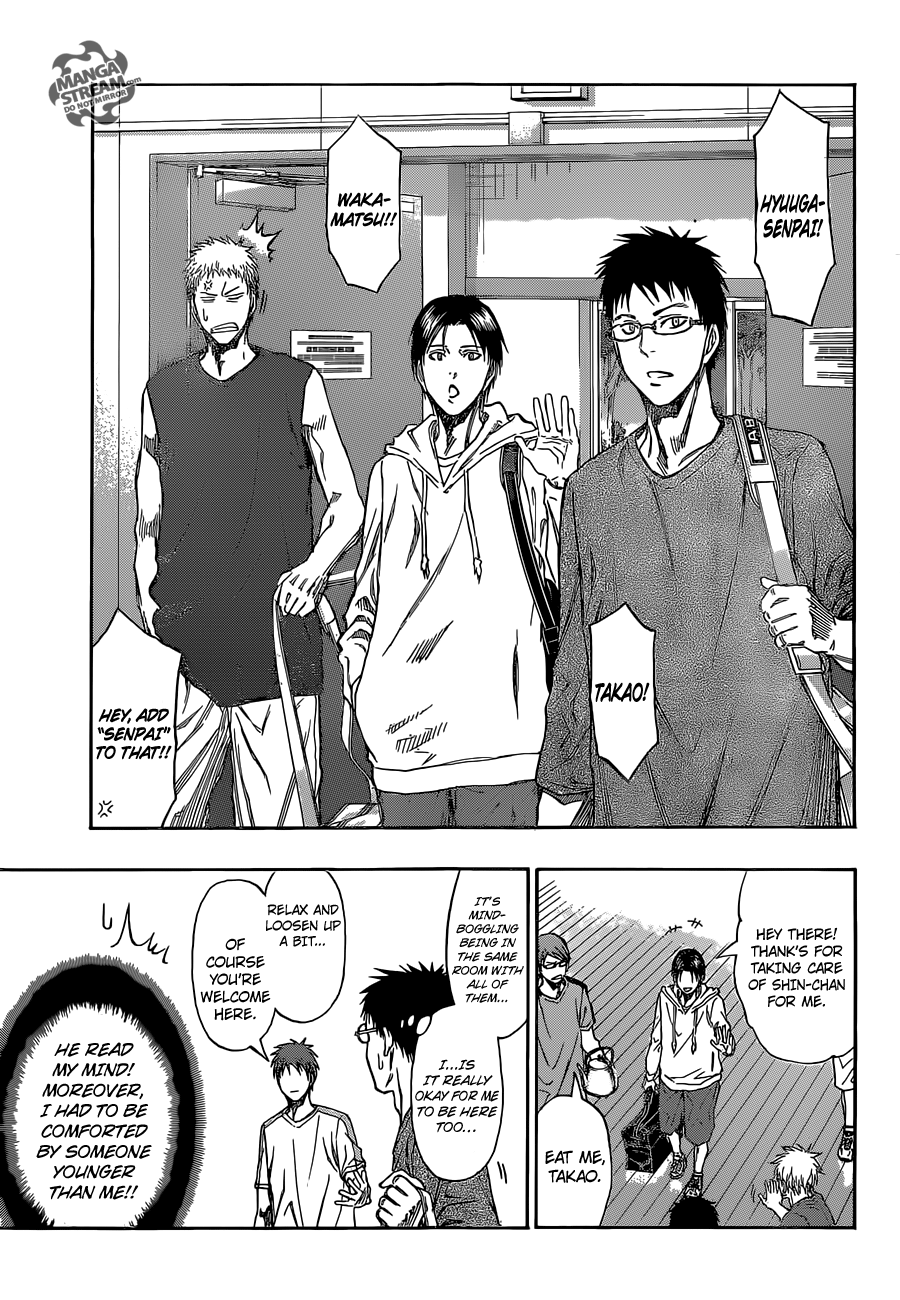 MANGA
STREAM.com
DO NOT MIRROR
HYUUGA-
SENPAI!
WAKA-
MATSU!!
TAKAO!
HEY, ADD
"SENPAI"
TO THAT!!
HEY THERE!
THANK'S FOR
TAKING CARE
OF SHIN-CHAN
FOR ME.
EAT ME,
TAKAO.
IT'S
MIND-
BOGGLING
BEING IN
THE SAME
ROOM WITH
ALL OF
THEM...
I...IS
IT REALLY
OKAY FOR ME
TO BE HERE
TOO...
RELAX AND
LOOSEN UP
A BIT...
OF
COURSE
YOU'RE
WELCOME
HERE.
HE READ
MY MIND!
MOREOVER,
I HAD TO BE
COMFORTED
BY SOMEONE
YOUNGER
THAN ME!!